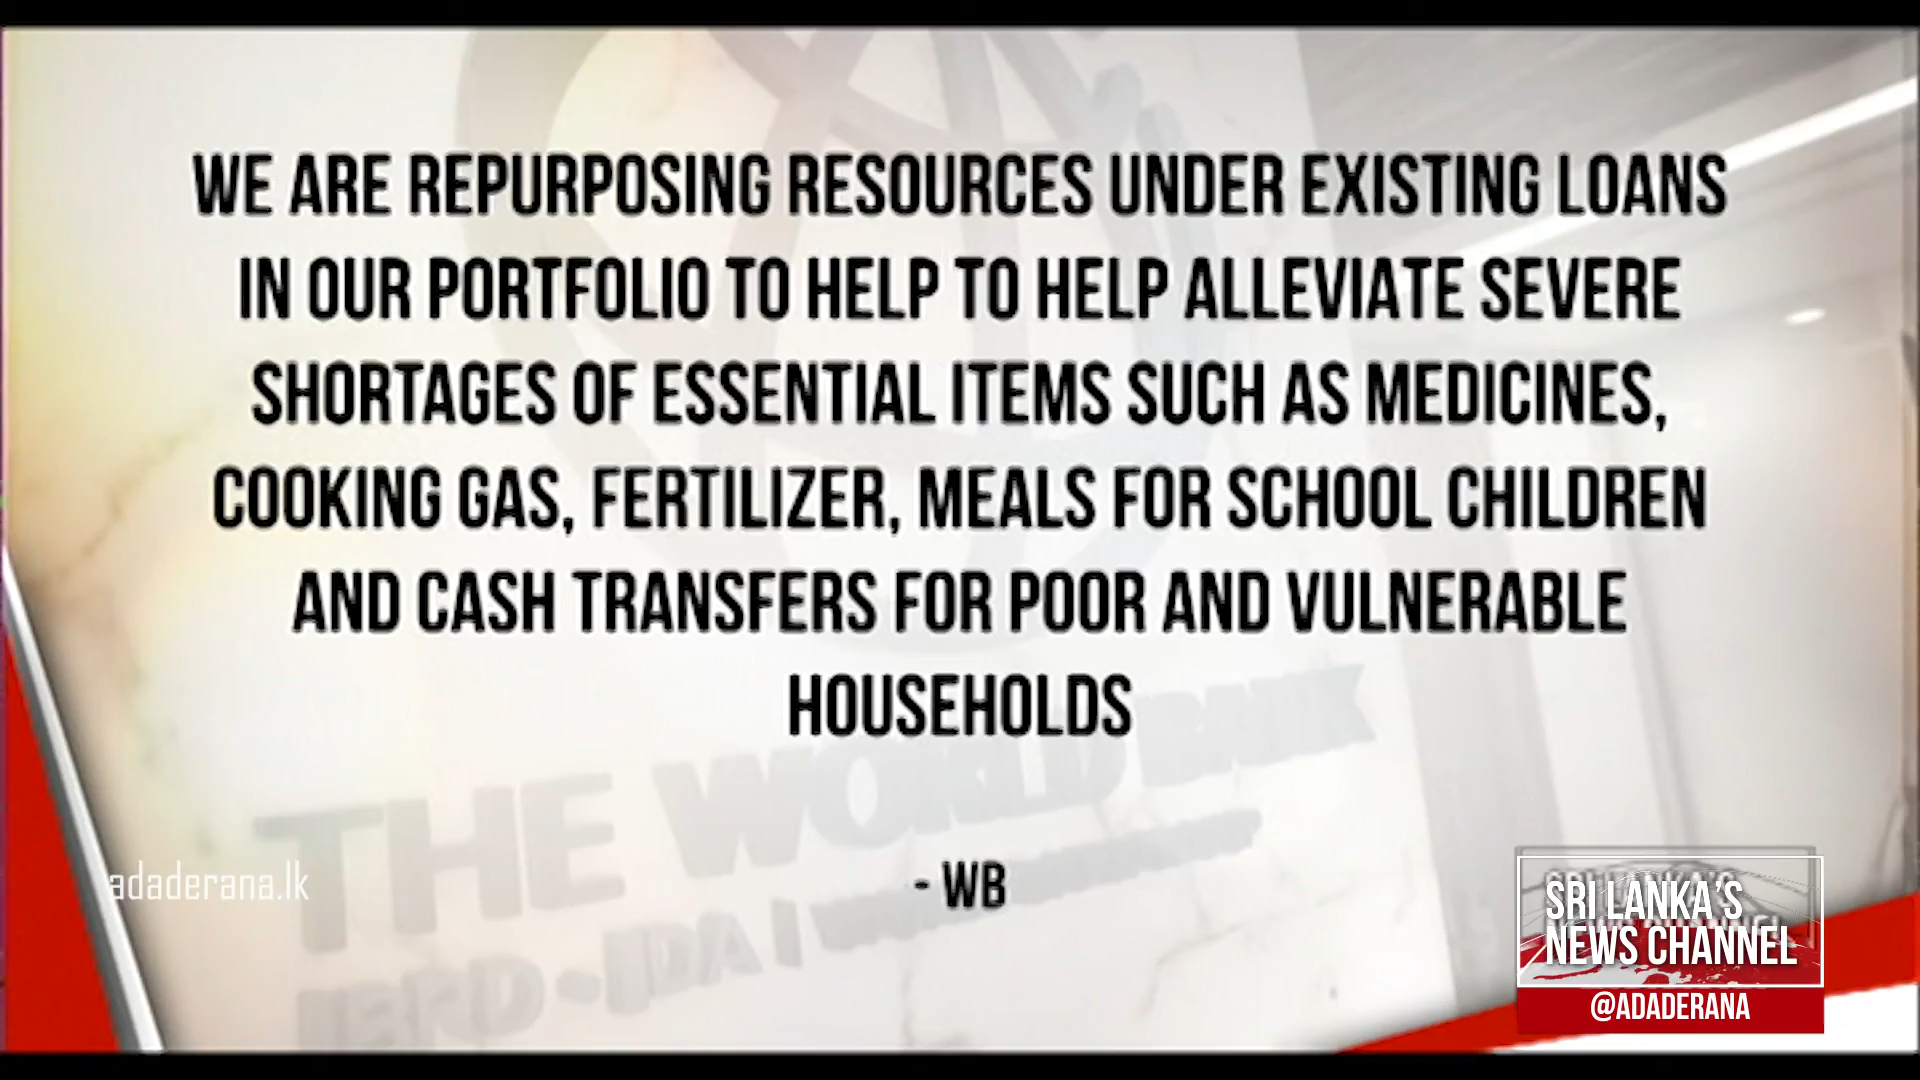 WE ARE REPURPOSING RESOURCES UNDER EXISTING LOANS
IN OUR PORTFOLIO TO HELP TO HELP ALLEVIATE SEVERE
SHORTAGES OF ESSENTIAL ITEMS SUCH AS MEDICINES,
COOKING GAS, FERTILIZER, MEALS FOR SCHOOL CHILDREN
AND CASH TRANSFERS FOR POOR AND VULNERABLE
HOUSEHOLDS
- WB
THE WORLD BANK
IBRD • IDA |
adaderana.lk
SRI LANKA'S
NEWS CHANNEL
@ADADERANA